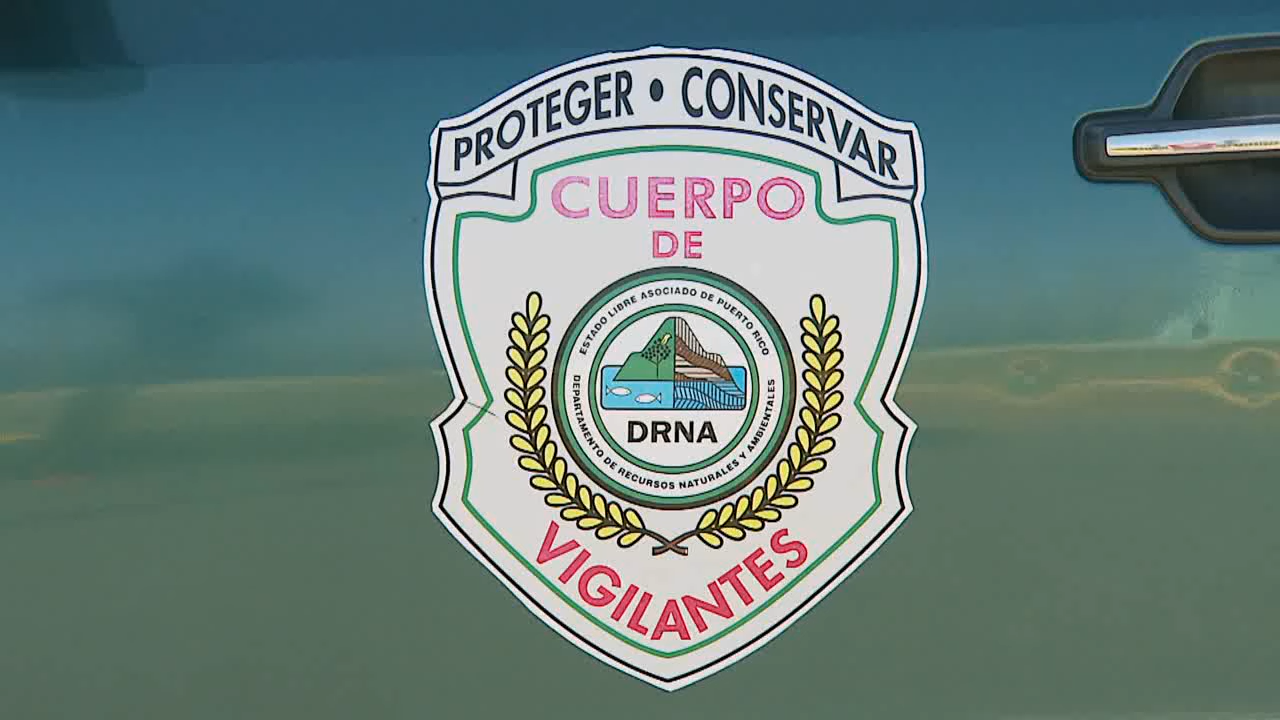 PROTEGER • CONSERVAR
CUERPO
DE
ESTADO LIBRE ASOCIADO DE PUERTO RICO
DRNA
DEPARTAMENTO DE RECURSOS NATURALES Y AMBIENTALES
VIGILANTES